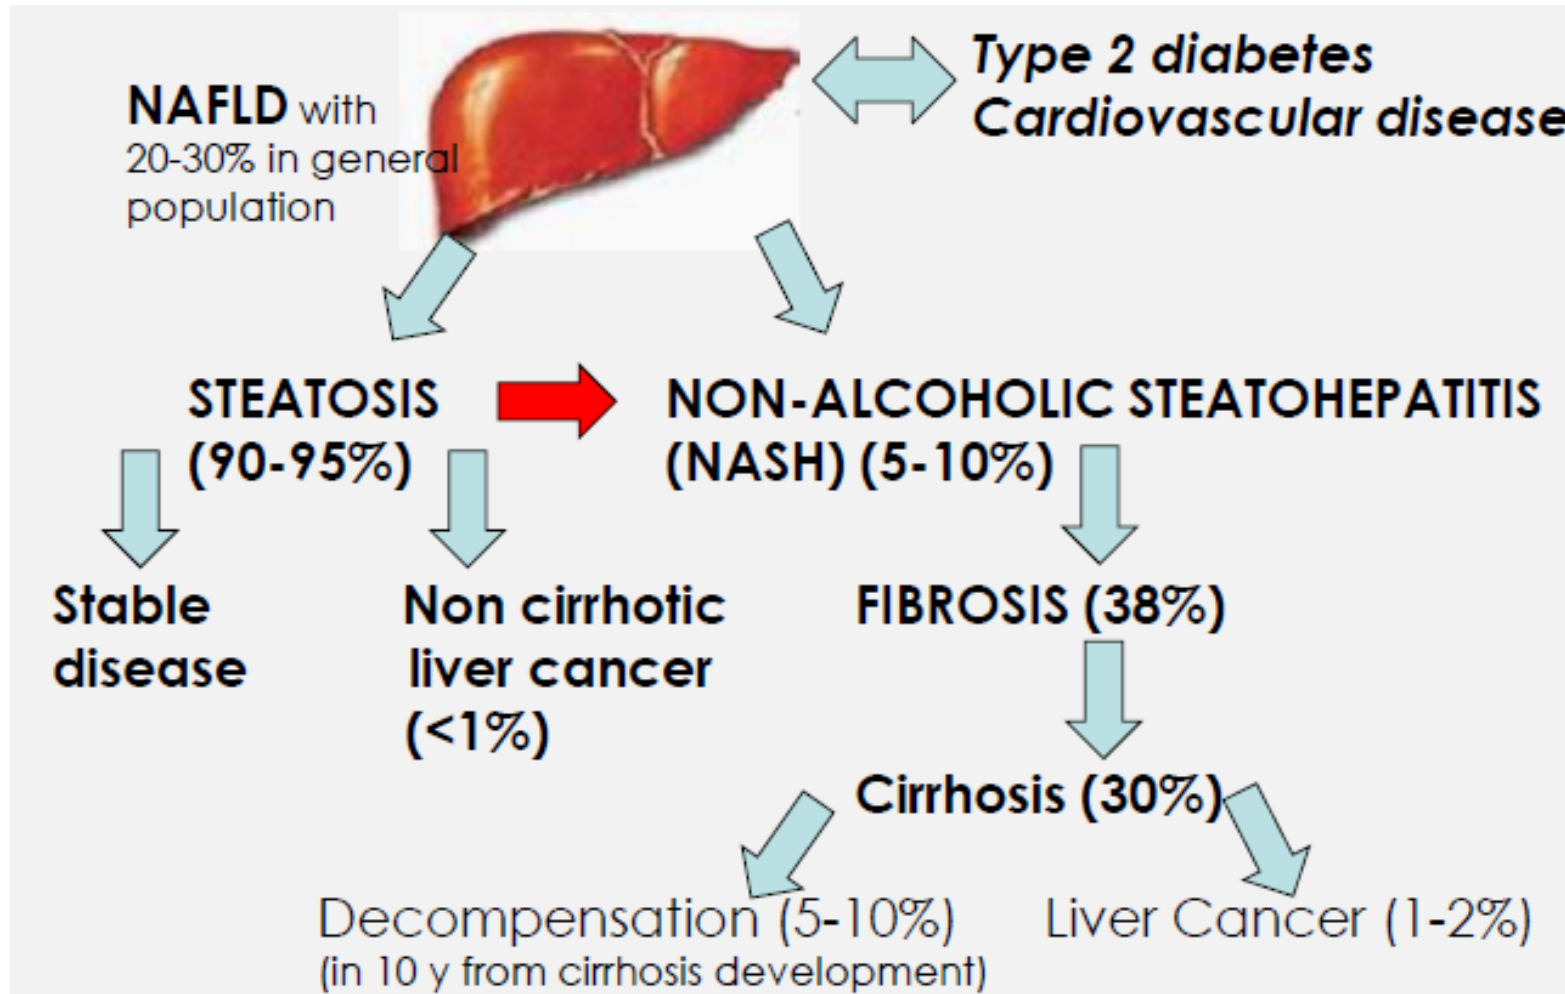 NAFLD with
20-30% in general
population
Type 2 diabetes
Cardiovascular disease
STEATOSIS
(90-95%)
NON-ALCOHOLIC STEATOHEPATITIS
(NASH) (5-10%)
Stable
disease
Non cirrhotic
liver cancer
(<1%)
FIBROSIS (38%)
Cirrhosis (30%)
Decompensation (5-10%)
(in 10 y from cirrhosis development)
Liver Cancer (1-2%)